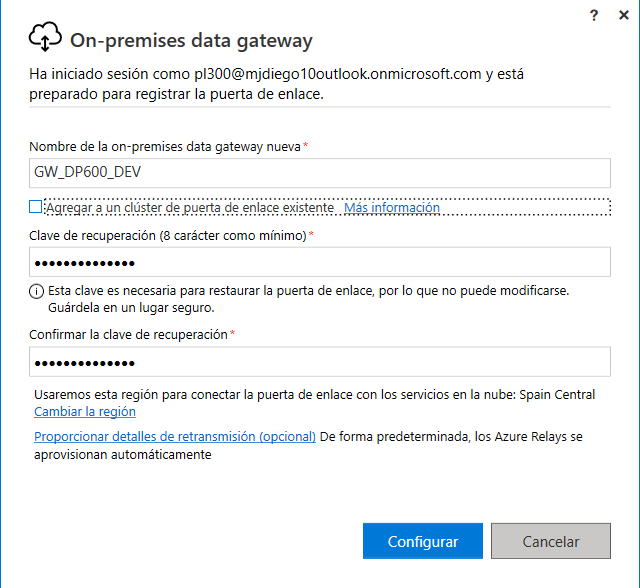 ? ✕
On-premises data gateway
Ha iniciado sesión como pl300@mjdiego10outlook.onmicrosoft.com y está
preparado para registrar la puerta de enlace.
Nombre de la on-premises data gateway nueva*
GW_DP600_DEV
Agregar a un clúster de puerta de enlace existente Más información
Clave de recuperación (8 carácter como mínimo)*
●●●●●●●●●●●●●●
Esta clave es necesaria para restaurar la puerta de enlace, por lo que no puede modificarse.
Guárdela en un lugar seguro.
Confirmar la clave de recuperación*
●●●●●●●●●●●●●●
Usaremos esta región para conectar la puerta de enlace con los servicios en la nube: Spain Central
Cambiar la región
Proporcionar detalles de retransmisión (opcional) De forma predeterminada, los Azure Relays se
aprovisionan automáticamente
Configurar Cancelar